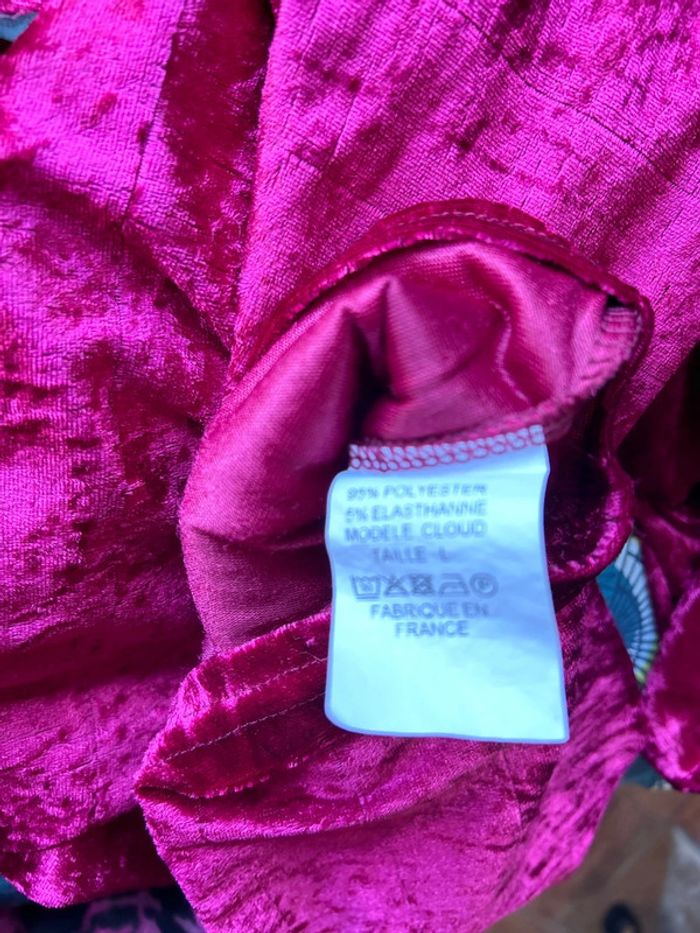 95% POLYESTER
5% ELASTHANNE
MODELE CLOUD
TAILLE L
FABRIQUE EN
FRANCE